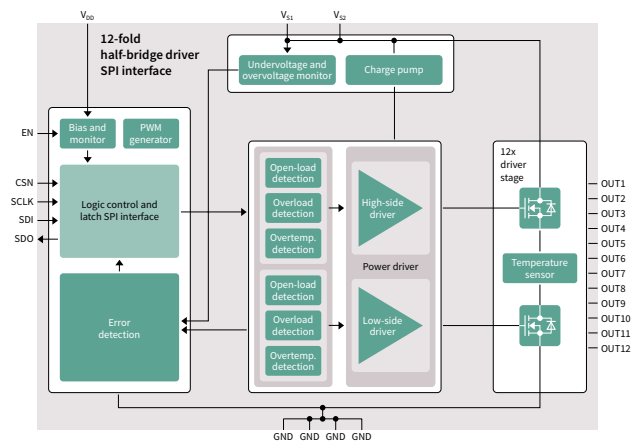 V_DD
V_S1
V_S2
12-fold
half-bridge driver
SPI interface
Undervoltage and
overvoltage monitor
Charge pump
EN
Bias and
monitor
PWM
generator
CSN
SCLK
SDI
SDO
Logic control and
latch SPI interface
Error
detection
Open-load
detection
Overload
detection
Overtemp.
detection
High-side
driver
Power driver
Open-load
detection
Overload
detection
Overtemp.
detection
Low-side
driver
12x
driver
stage
Temperature
sensor
OUT1
OUT2
OUT3
OUT4
OUT5
OUT6
OUT7
OUT8
OUT9
OUT10
OUT11
OUT12
GND GND GND GND